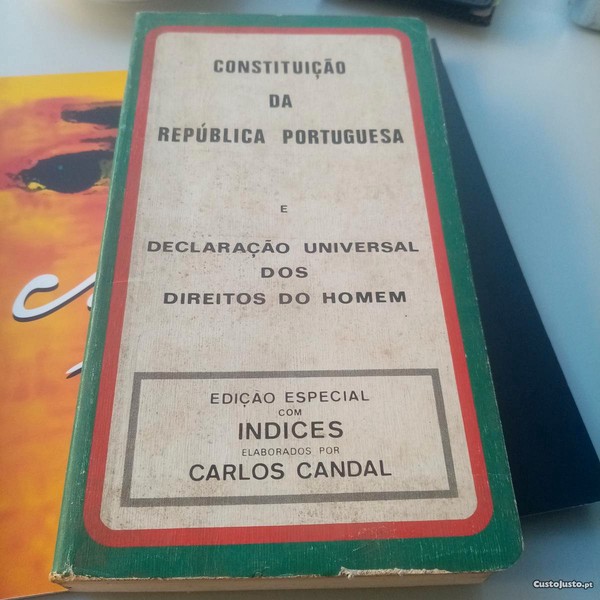 CONSTITUIÇÃO
DA
REPÚBLICA PORTUGUESA
E
DECLARAÇÃO UNIVERSAL
DOS
DIREITOS DO HOMEM
EDIÇÃO ESPECIAL
COM
INDICES
ELABORADOS POR
CARLOS CANDAL
CustoJusto.pt